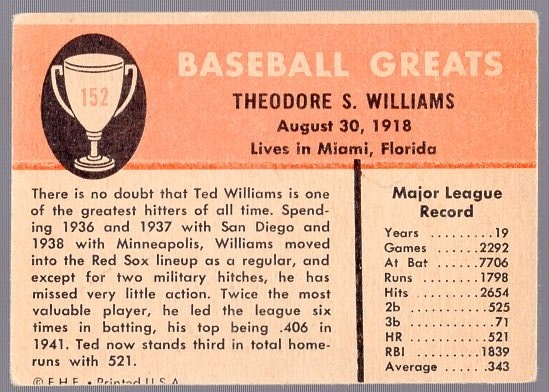 152
BASEBALL GREATS
THEODORE S. WILLIAMS
August 30, 1918
Lives in Miami, Florida
There is no doubt that Ted Williams is one
of the greatest hitters of all time. Spend-
ing 1936 and 1937 with San Diego and
1938 with Minneapolis, Williams moved
into the Red Sox lineup as a regular, and
except for two military hitches, he has
missed very little action. Twice the most
valuable player, he led the league six
times in batting, his top being .406 in
1941. Ted now stands third in total home-
runs with 521.
© F.H.F. • Printed U.S.A.
Major League
Record
Years ..........19
Games ........2292
At Bat ........7706
Runs .........1798
Hits ..........2654
2b ............525
3b .............71
HR ............521
RBI ..........1839
Average .......343